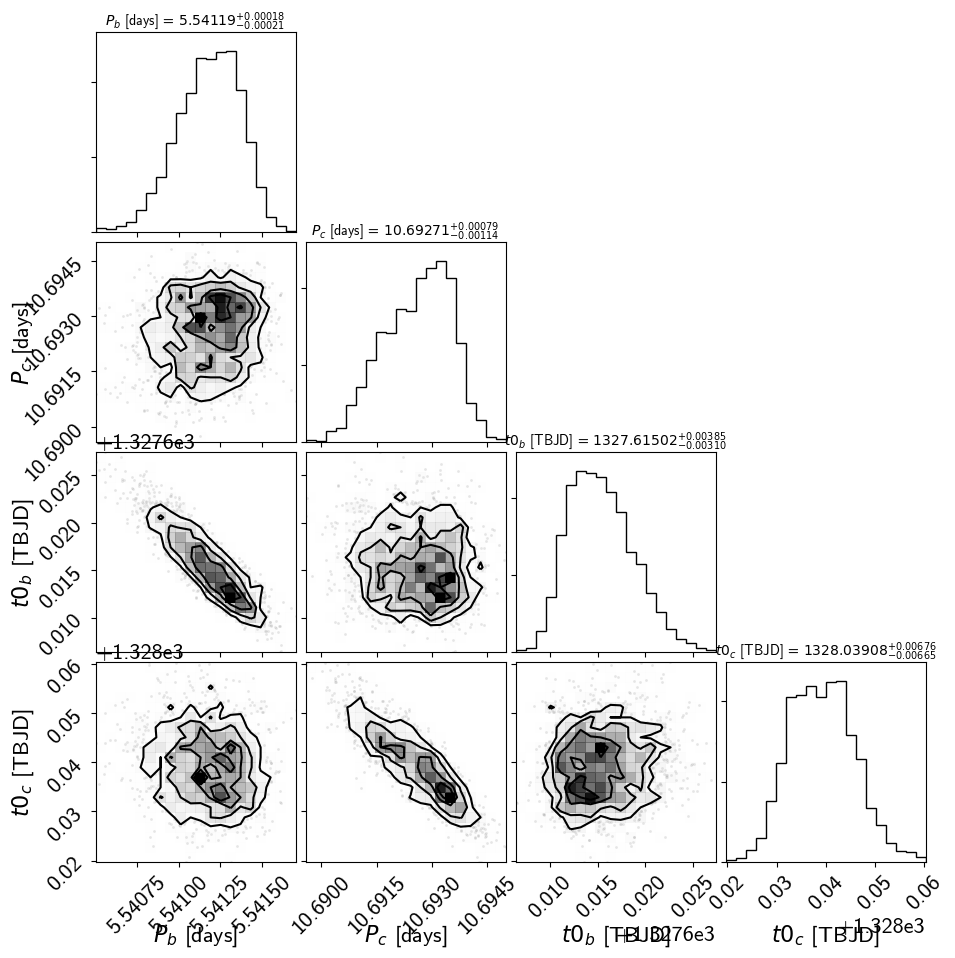 P_b [days] = 5.54119^{+0.00018}_{-0.00021}
P_c [days] = 10.69271^{+0.00079}_{-0.00114}
10.6945
10.6930
10.6915
10.6900
P_c [days]
+1.3276e3
t0_b [TBJD] = 1327.61502^{+0.00385}_{-0.00310}
0.025
0.020
0.015
0.010
t0_b [TBJD]
+1.328e3
t0_c [TBJD] = 1328.03908^{+0.00676}_{-0.00665}
0.06
0.05
0.04
0.03
0.02
t0_c [TBJD]
5.54075 5.54100 5.54125 5.54150
10.6900 10.6915 10.6930 10.6945
0.010 0.015 0.020 0.025
0.02 0.03 0.04 0.05 0.06
+1.3276e3
+1.328e3
P_b [days]
P_c [days]
t0_b [TBJD]
t0_c [TBJD]